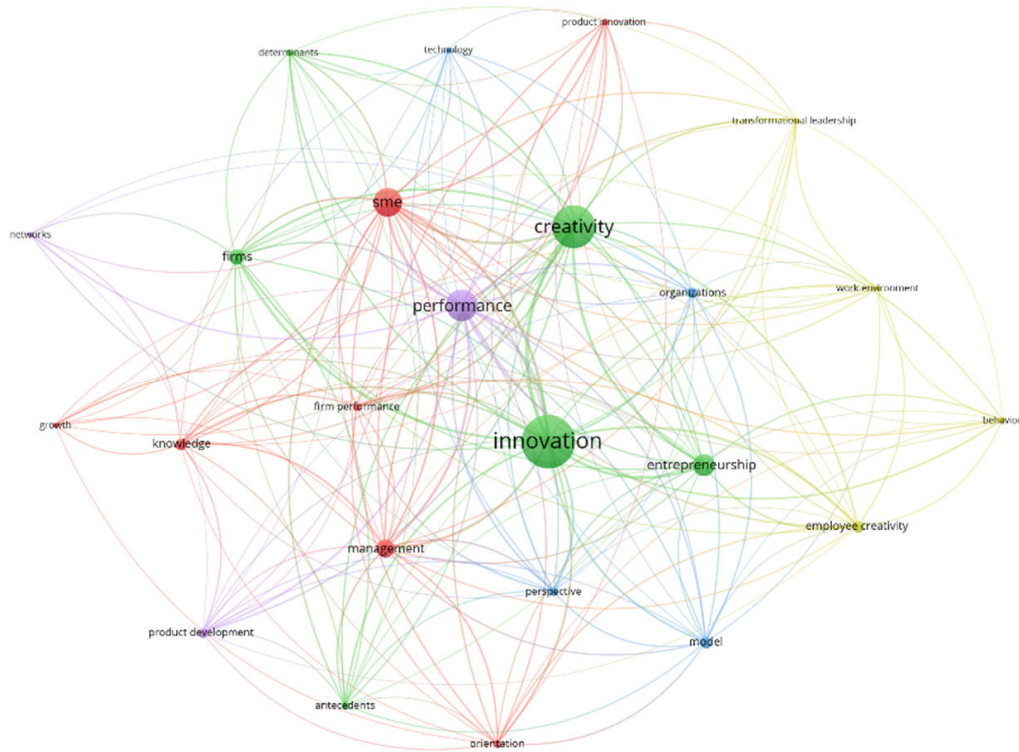 product innovation
determinants
technology
transformational leadership
sme
creativity
networks
firms
work environment
organizations
performance
firm performance
growth
behavior
knowledge
innovation
entrepreneurship
employee creativity
management
perspective
product development
model
antecedents
orientation